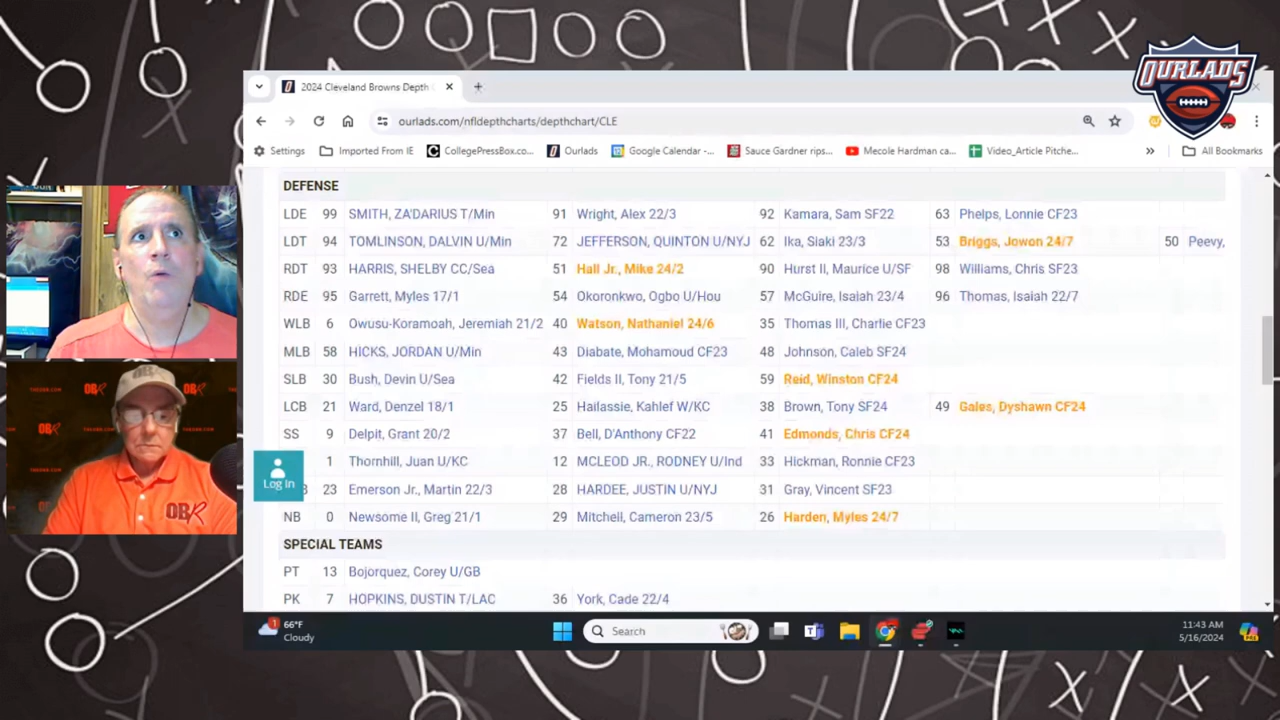 OURLADS
2024 Cleveland Browns Depth
ourlads.com/nfldepthcharts/depthchart/CLE
Settings Imported From IE CollegePressBox.co... Ourlads Google Calendar -... Sauce Gardner rips... Mecole Hardman ca... Video_Article Pitche... » All Bookmarks
DEFENSE
LDE 99 SMITH, ZA'DARIUS T/Min 91 Wright, Alex 22/3 92 Kamara, Sam SF22 63 Phelps, Lonnie CF23
LDT 94 TOMLINSON, DALVIN U/Min 72 JEFFERSON, QUINTON U/NYJ 62 Ika, Siaki 23/3 53 Briggs, Jowon 24/7 50 Peevy,
RDT 93 HARRIS, SHELBY CC/Sea 51 Hall Jr., Mike 24/2 90 Hurst II, Maurice U/SF 98 Williams, Chris SF23
RDE 95 Garrett, Myles 17/1 54 Okoronkwo, Ogbo U/Hou 57 McGuire, Isaiah 23/4 96 Thomas, Isaiah 22/7
WLB 6 Owusu-Koramoah, Jeremiah 21/2 40 Watson, Nathaniel 24/6 35 Thomas III, Charlie CF23
MLB 58 HICKS, JORDAN U/Min 43 Diabate, Mohamoud CF23 48 Johnson, Caleb SF24
SLB 30 Bush, Devin U/Sea 42 Fields II, Tony 21/5 59 Reid, Winston CF24
LCB 21 Ward, Denzel 18/1 25 Hailassie, Kahlef W/KC 38 Brown, Tony SF24 49 Gales, Dyshawn CF24
SS 9 Delpit, Grant 20/2 37 Bell, D'Anthony CF22 41 Edmonds, Chris CF24
1 Thornhill, Juan U/KC 12 MCLEOD JR., RODNEY U/Ind 33 Hickman, Ronnie CF23
Log In
23 Emerson Jr., Martin 22/3 28 HARDEE, JUSTIN U/NYJ 31 Gray, Vincent SF23
NB 0 Newsome II, Greg 21/1 29 Mitchell, Cameron 23/5 26 Harden, Myles 24/7
SPECIAL TEAMS
PT 13 Bojorquez, Corey U/GB
PK 7 HOPKINS, DUSTIN T/LAC 36 York, Cade 22/4
OBR
OBR
1 66°F
Cloudy
Search
11:43 AM
5/16/2024